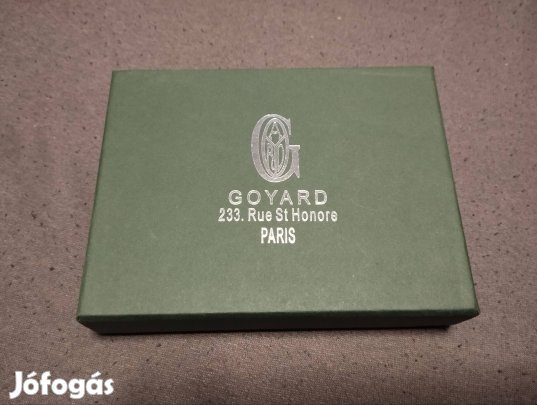 GOYARD
233. Rue St Honore
PARIS
Jófogás